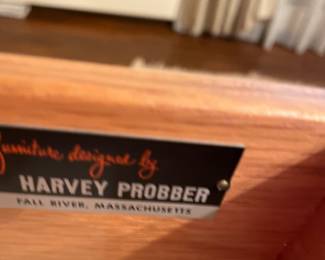 furniture designed by
HARVEY PROBBER
FALL RIVER, MASSACHUSETTS